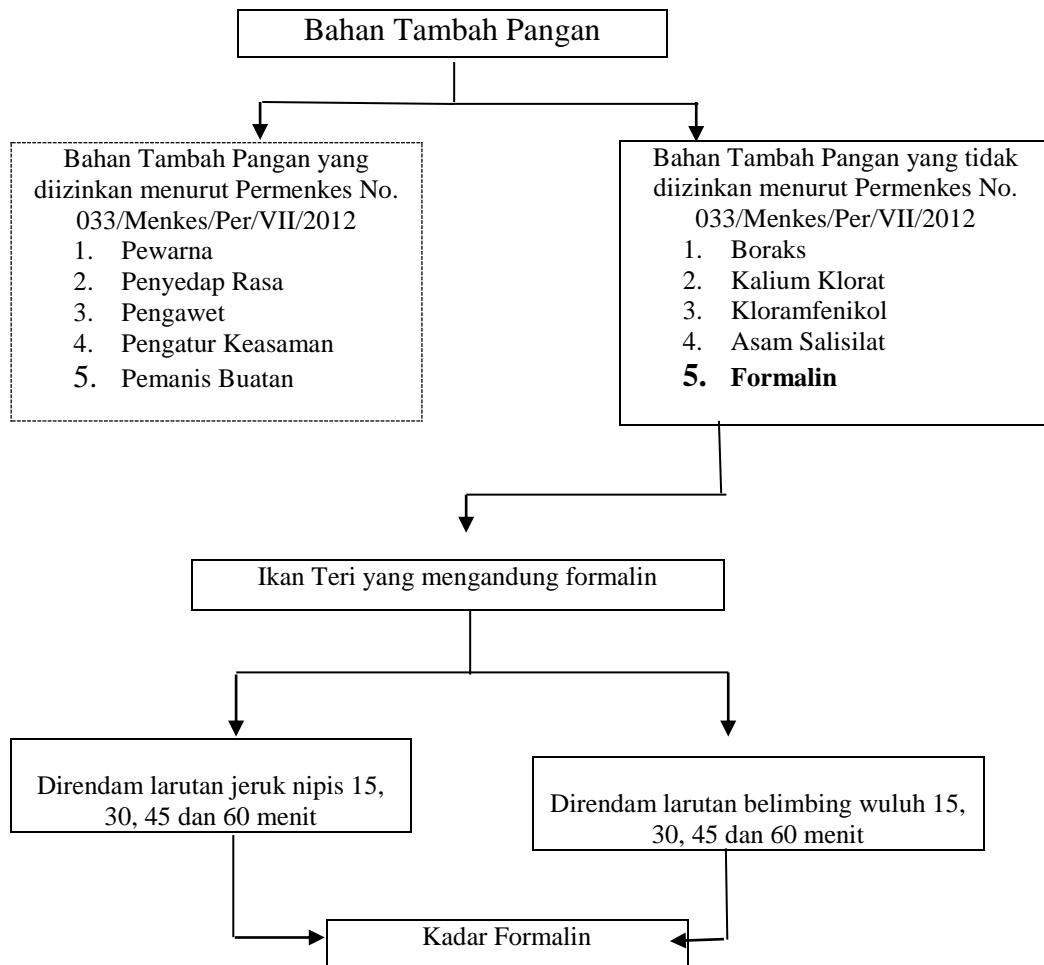 Bahan Tambah Pangan
Bahan Tambah Pangan yang
diizinkan menurut Permenkes No.
033/Menkes/Per/VII/2012
1. Pewarna
2. Penyedap Rasa
3. Pengawet
4. Pengatur Keasaman
5. Pemanis Buatan
Bahan Tambah Pangan yang tidak
diizinkan menurut Permenkes No.
033/Menkes/Per/VII/2012
1. Boraks
2. Kalium Klorat
3. Kloramfenikol
4. Asam Salisilat
5. Formalin
Ikan Teri yang mengandung formalin
Direndam larutan jeruk nipis 15,
30, 45 dan 60 menit
Direndam larutan belimbing wuluh 15,
30, 45 dan 60 menit
Kadar Formalin